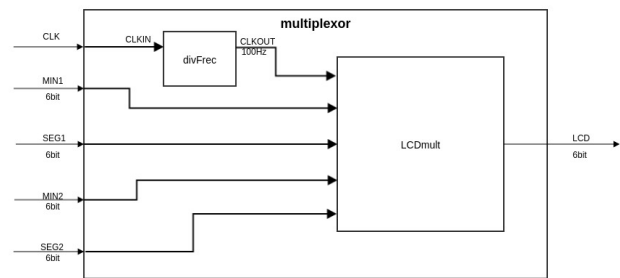 multiplexor
CLK
CLKIN
CLKOUT
100Hz
divFrec
MIN1
6bit
SEG1
6bit
LCDmult
LCD
6bit
MIN2
6bit
SEG2
6bit